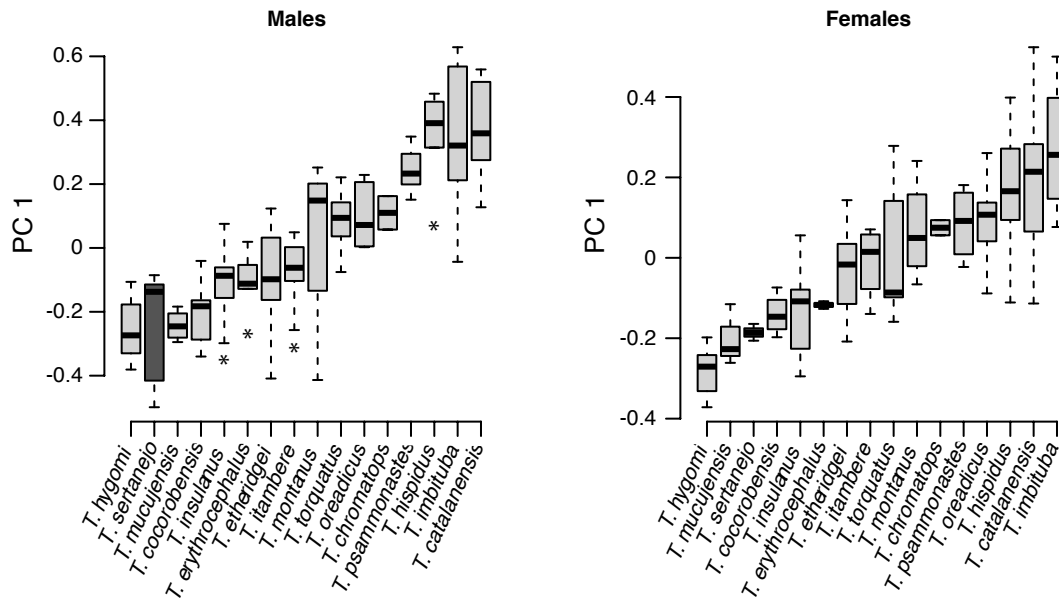 Males
PC 1
0.6
0.4
0.2
0
-0.2
-0.4
*
*
*
*
T. hygomi
T. sertanejo
T. mucujensis
T. cocorobensis
T. insulanus
T. erythrocephalus
T. etheridgei
T. itambere
T. montanus
T. torquatus
T. oreadicus
T. chromatops
T. psammonastes
T. hispidus
T. imbituba
T. catalanensis
Females
PC 1
0.4
0.2
0
-0.2
-0.4
T. hygomi
T. mucujensis
T. sertanejo
T. cocorobensis
T. insulanus
T. erythrocephalus
T. etheridgei
T. itambere
T. torquatus
T. montanus
T. chromatops
T. psammonastes
T. oreadicus
T. hispidus
T. catalanensis
T. imbituba